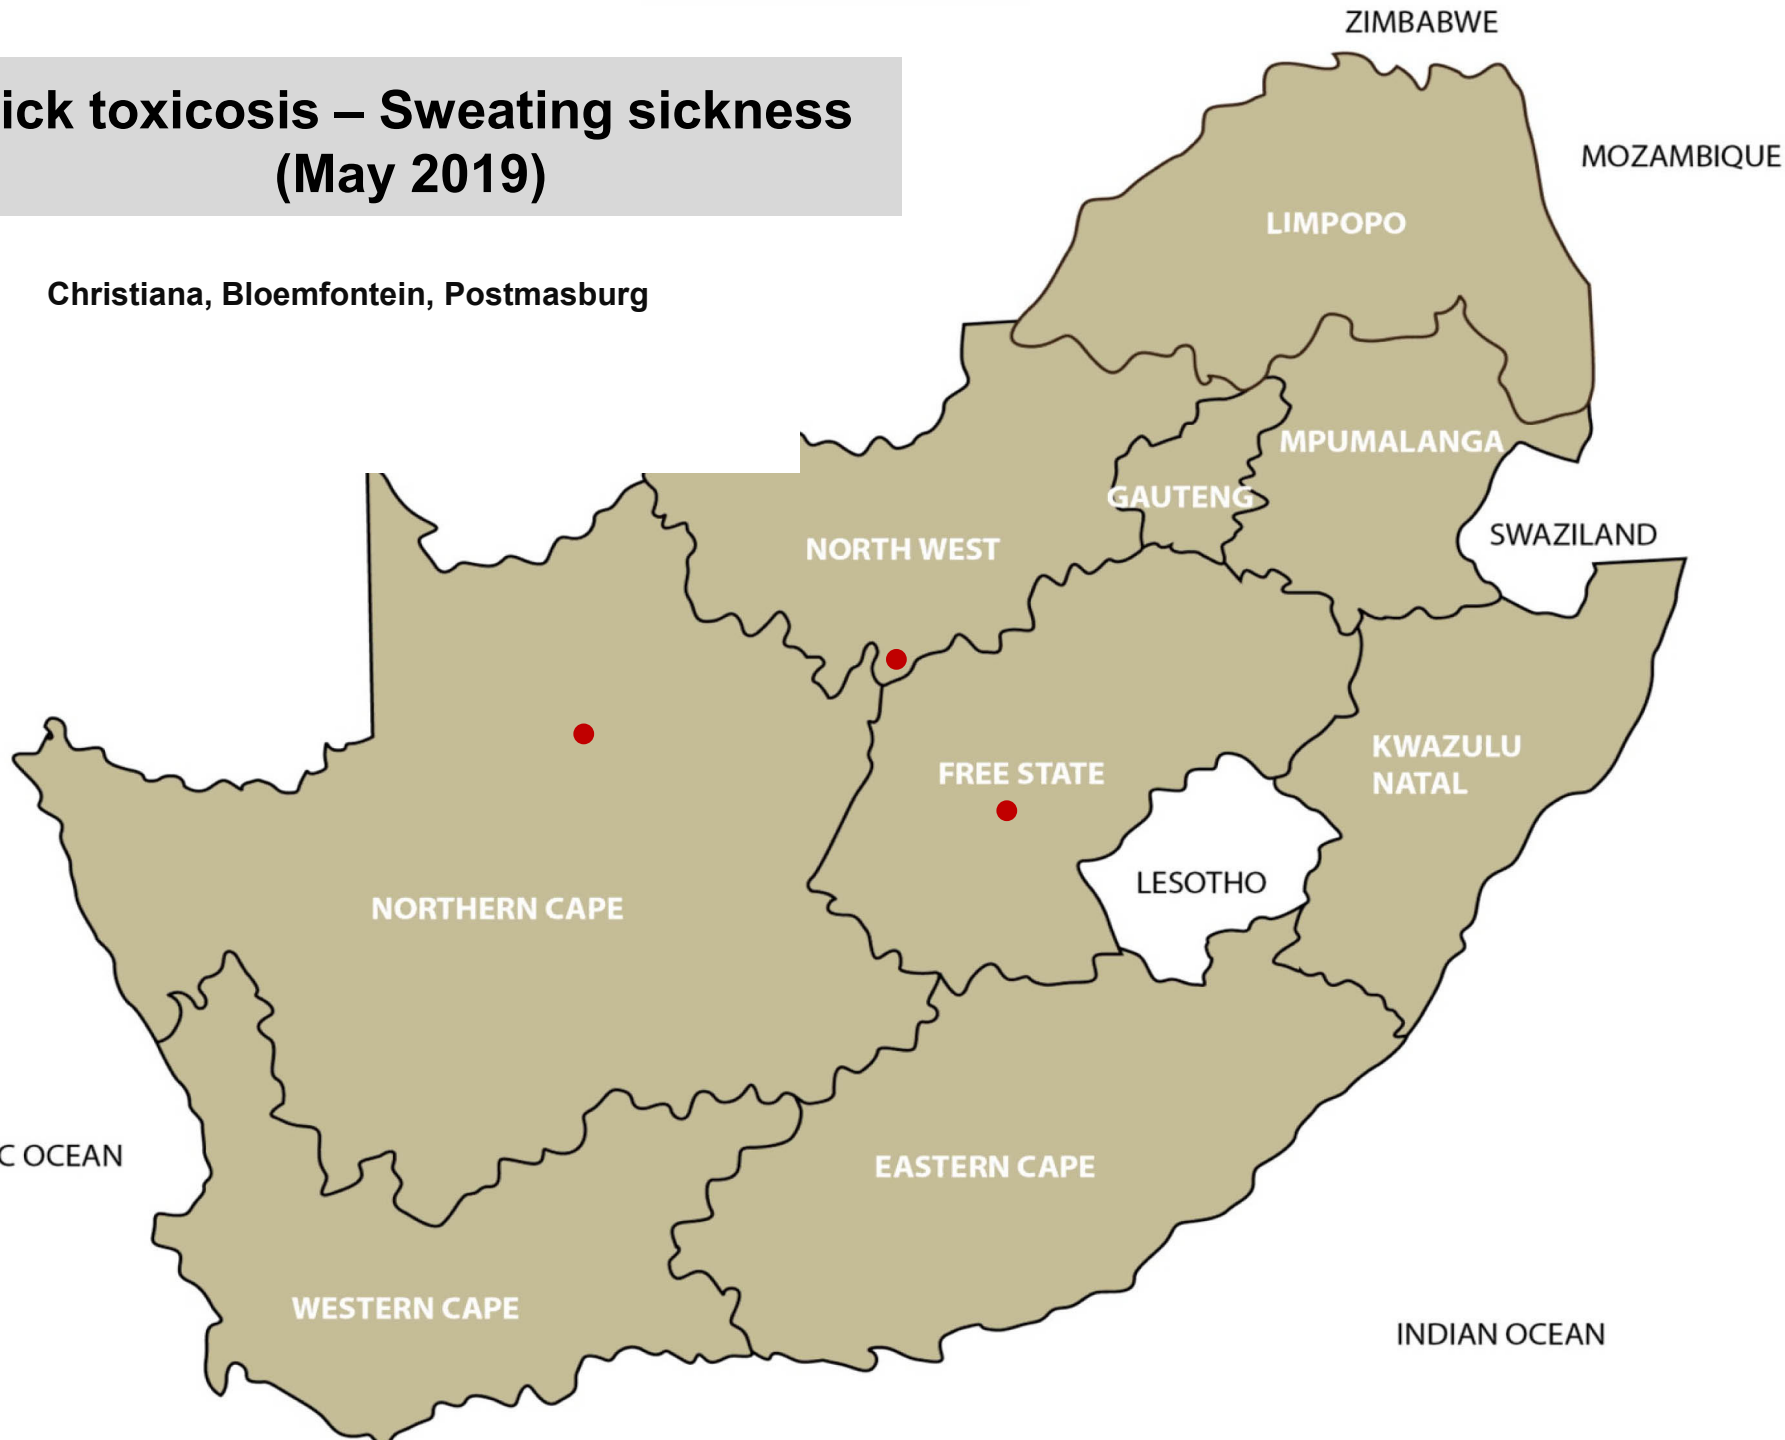 ick toxicosis – Sweating sickness
(May 2019)
Christiana, Bloemfontein, Postmasburg
ZIMBABWE
MOZAMBIQUE
LIMPOPO
MPUMALANGA
GAUTENG
NORTH WEST
SWAZILAND
FREE STATE
KWAZULU
NATAL
LESOTHO
NORTHERN CAPE
C OCEAN
EASTERN CAPE
WESTERN CAPE
INDIAN OCEAN